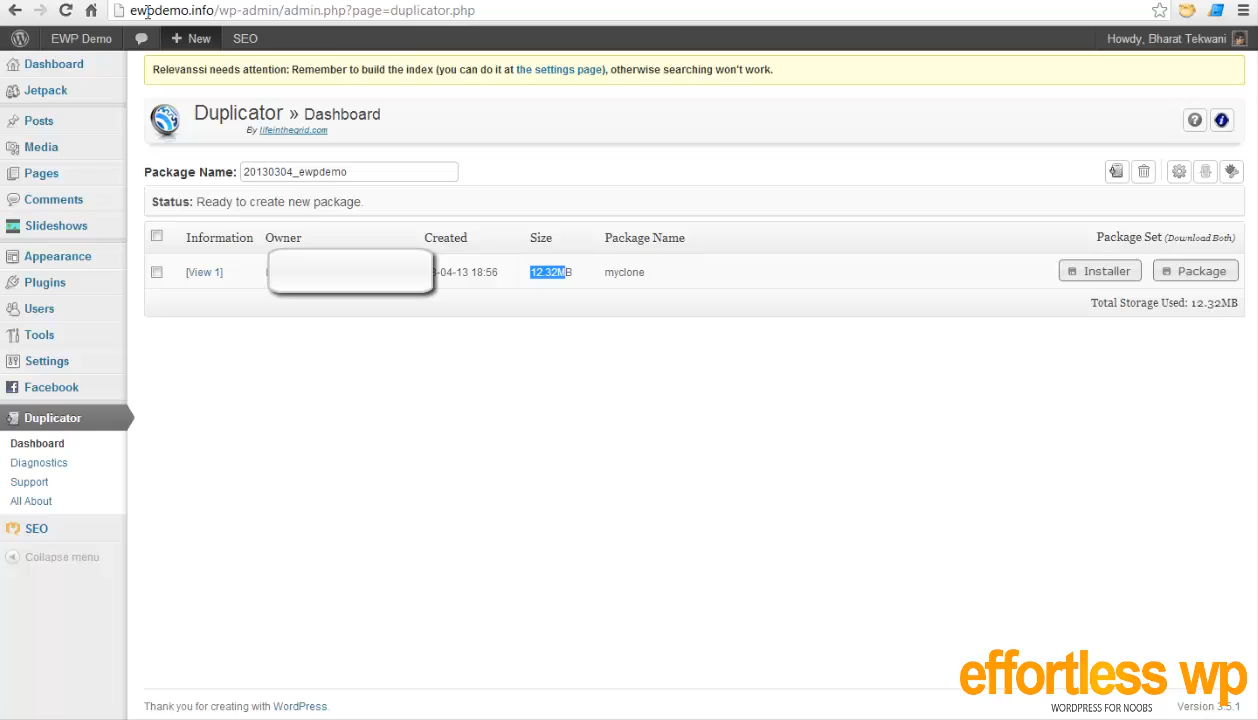 ewpdemo.info/wp-admin/admin.php?page=duplicator.php
EWP Demo
New
SEO
Howdy, Bharat Tekwani
Dashboard
Jetpack
Posts
Media
Pages
Comments
Slideshows
Appearance
Plugins
Users
Tools
Settings
Facebook
Duplicator
Dashboard
Diagnostics
Support
All About
SEO
Collapse menu
Relevanssi needs attention: Remember to build the index (you can do it at the settings page), otherwise searching won't work.
Duplicator » Dashboard
By lifeinthegrid.com
Package Name: 20130304_ewpdemo
Status: Ready to create new package.
Information Owner Created Size Package Name Package Set (Download Both)
[View 1] -04-13 18:56 12.32MB myclone Installer Package
Total Storage Used: 12.32MB
effortless wp
WORDPRESS FOR NOOBS
Thank you for creating with WordPress.
Version 3.5.1